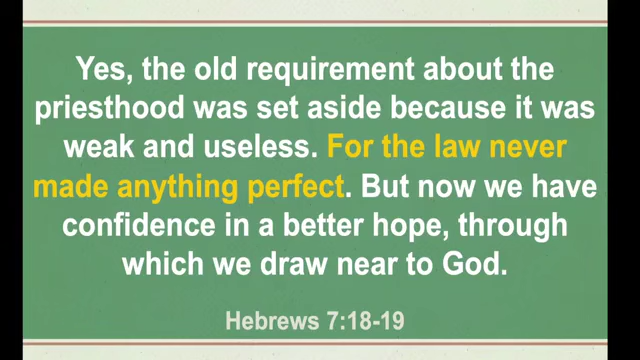 Yes, the old requirement about the
priesthood was set aside because it was
weak and useless. For the law never
made anything perfect. But now we have
confidence in a better hope, through
which we draw near to God.
Hebrews 7:18-19